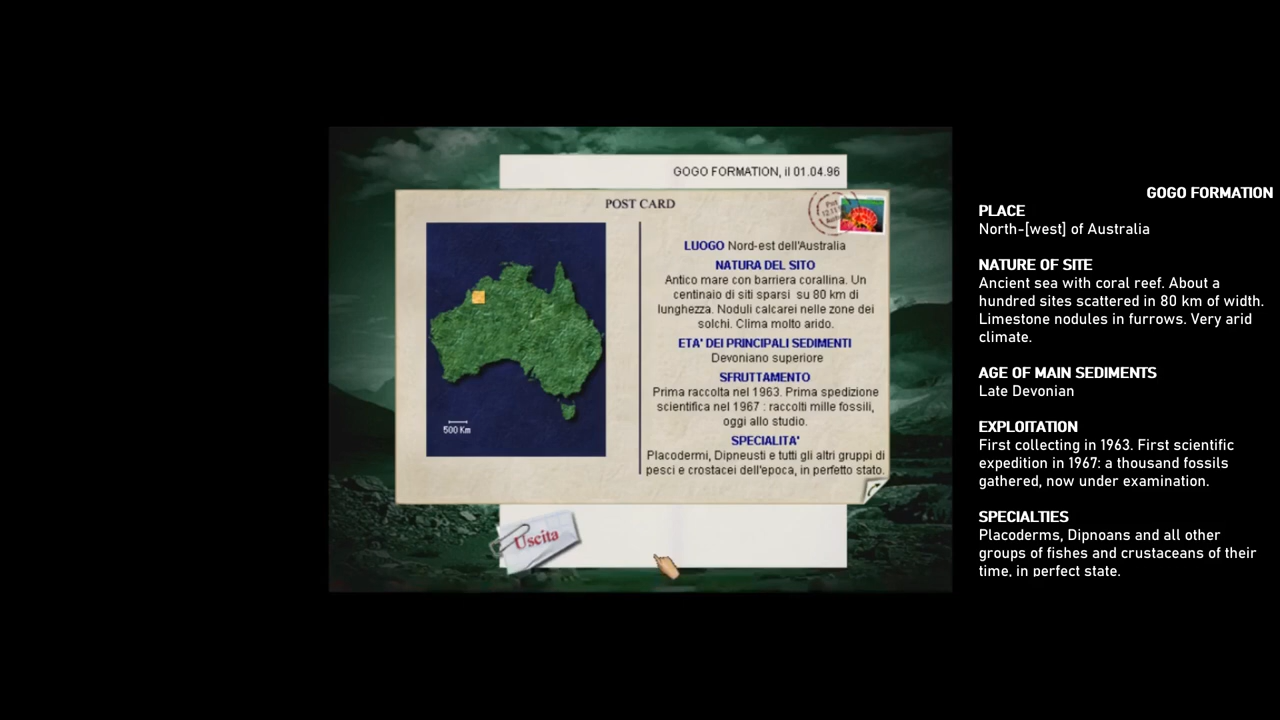 GOGO FORMATION, il 01.04.96
POST CARD
LUOGO Nord-est dell'Australia
NATURA DEL SITO
Antico mare con barriera corallina. Un
centinaio di siti sparsi su 80 km di
lunghezza. Noduli calcarei nelle zone dei
solchi. Clima molto arido.
ETA' DEI PRINCIPALI SEDIMENTI
Devoniano superiore
SFRUTTAMENTO
Prima raccolta nel 1963. Prima spedizione
scientifica nel 1967 : raccolti mille fossili,
oggi allo studio.
SPECIALITA'
Placodermi, Dipneusti e tutti gli altri gruppi di
pesci e crostacei dell'epoca, in perfetto stato.
500 Km
Uscita
GOGO FORMATION
PLACE
North-[west] of Australia
NATURE OF SITE
Ancient sea with coral reef. About a
hundred sites scattered in 80 km of width.
Limestone nodules in furrows. Very arid
climate.
AGE OF MAIN SEDIMENTS
Late Devonian
EXPLOITATION
First collecting in 1963. First scientific
expedition in 1967: a thousand fossils
gathered, now under examination.
SPECIALTIES
Placoderms, Dipnoans and all other
groups of fishes and crustaceans of their
time, in perfect state.